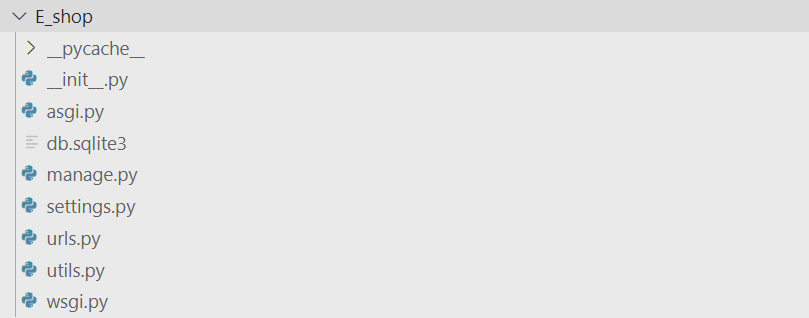 E_shop
__pycache__
__init__.py
asgi.py
db.sqlite3
manage.py
settings.py
urls.py
utils.py
wsgi.py